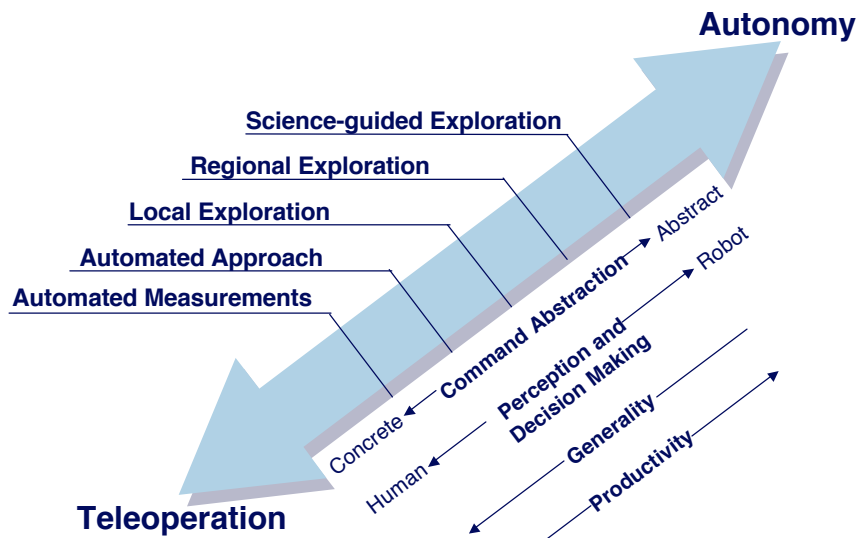 Autonomy
Science-guided Exploration
Regional Exploration
Local Exploration
Automated Approach
Automated Measurements
Abstract
Command Abstraction
Concrete
Robot
Perception and
Decision Making
Human
Generality
Productivity
Teleoperation